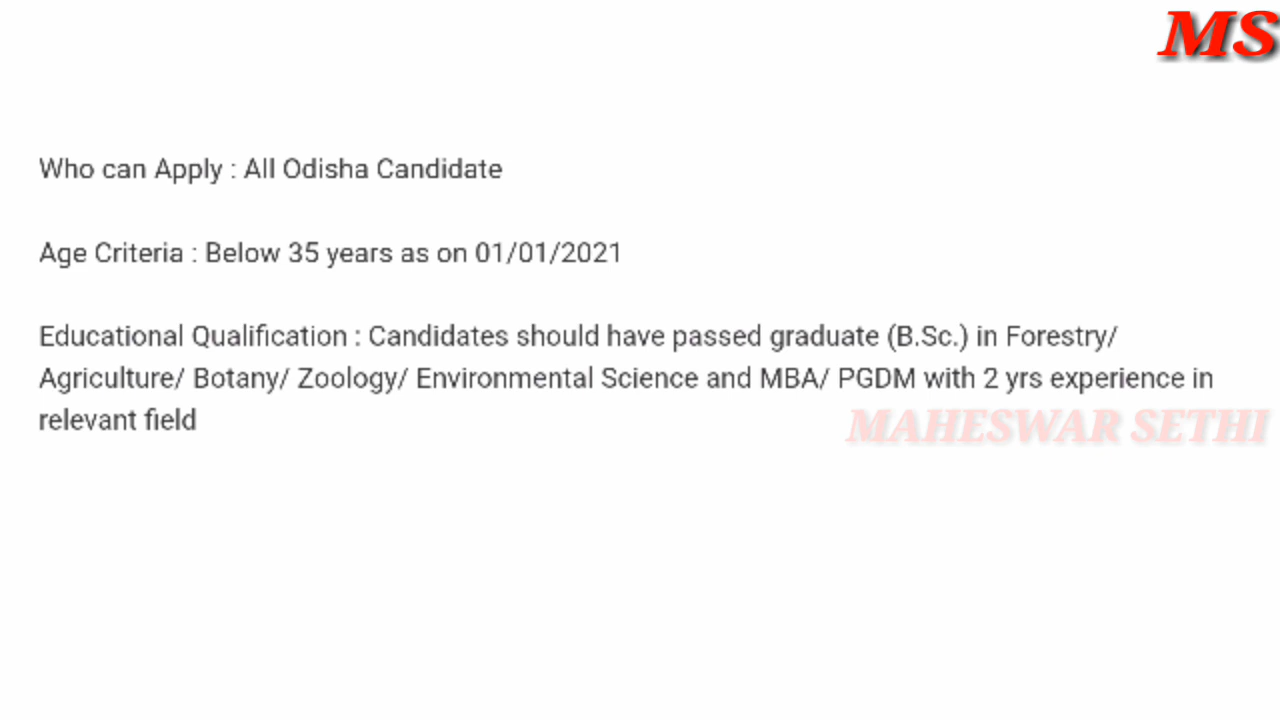 MS
Who can Apply : All Odisha Candidate
Age Criteria : Below 35 years as on 01/01/2021
Educational Qualification : Candidates should have passed graduate (B.Sc.) in Forestry/
Agriculture/ Botany/ Zoology/ Environmental Science and MBA/ PGDM with 2 yrs experience in
relevant field
MAHESWAR SETHI